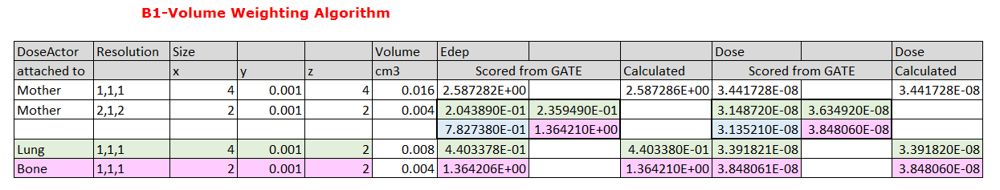 B1-Volume Weighting Algorithm
DoseActor Resolution Size Volume Edep Dose Dose
attached to x y z cm3 Scored from GATE Calculated Scored from GATE Calculated
Mother 1,1,1 4 0.001 4 0.016 2.587282E+00 2.587286E+00 3.441728E-08 3.441728E-08
Mother 2,1,2 2 0.001 2 0.004 2.043890E-01 2.359490E-01 3.148720E-08 3.634920E-08
7.827380E-01 1.364210E+00 3.135210E-08 3.848060E-08
Lung 1,1,1 4 0.001 2 0.008 4.403378E-01 4.403380E-01 3.391821E-08 3.391820E-08
Bone 1,1,1 2 0.001 2 0.004 1.364206E+00 1.364210E+00 3.848061E-08 3.848060E-08